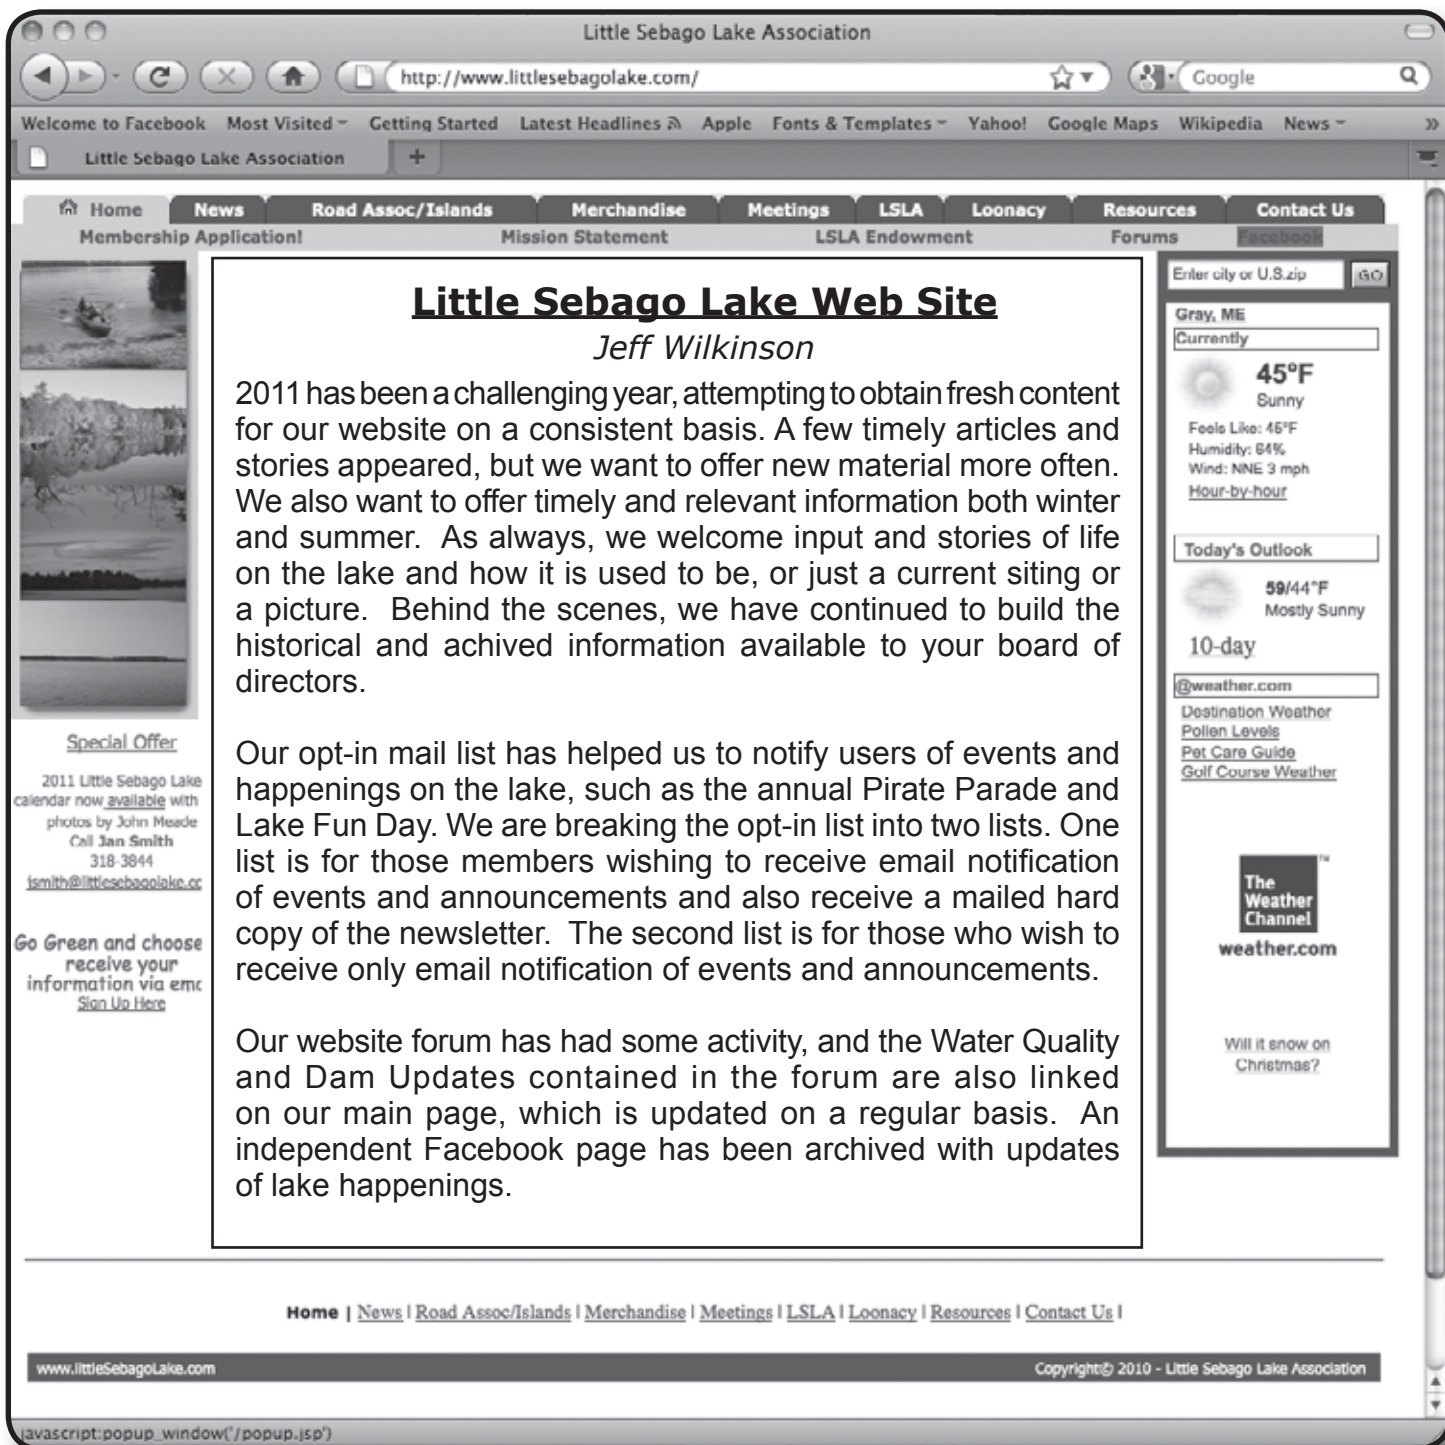 Little Sebago Lake Association
http://www.littlesebagolake.com/
Google
Welcome to Facebook Most Visited Getting Started Latest Headlines Apple Fonts & Templates Yahoo! Google Maps Wikipedia News »
Little Sebago Lake Association +
Home News Road Assoc/Islands Merchandise Meetings LSLA Loonacy Resources Contact Us
Membership Application! Mission Statement LSLA Endowment Forums Facebook
Little Sebago Lake Web Site
Jeff Wilkinson
2011 has been a challenging year, attempting to obtain fresh content
for our website on a consistent basis. A few timely articles and
stories appeared, but we want to offer new material more often.
We also want to offer timely and relevant information both winter
and summer. As always, we welcome input and stories of life
on the lake and how it is used to be, or just a current siting or
a picture. Behind the scenes, we have continued to build the
historical and achived information available to your board of
directors.
Our opt-in mail list has helped us to notify users of events and
happenings on the lake, such as the annual Pirate Parade and
Lake Fun Day. We are breaking the opt-in list into two lists. One
list is for those members wishing to receive email notification
of events and announcements and also receive a mailed hard
copy of the newsletter. The second list is for those who wish to
receive only email notification of events and announcements.
Our website forum has had some activity, and the Water Quality
and Dam Updates contained in the forum are also linked
on our main page, which is updated on a regular basis. An
independent Facebook page has been archived with updates
of lake happenings.
Special Offer
2011 Little Sebago Lake
calendar now available with
photos by John Meade
Call Jan Smith
318-3844
jsmith@littlesebagolake.cc
Go Green and choose
receive your
information via emc
Sign Up Here
Enter city or U.S.zip GO
Gray, ME
Currently
45°F
Sunny
Feels Like: 45°F
Humidity: 64%
Wind: NNE 3 mph
Hour-by-hour
Today's Outlook
59/44°F
Mostly Sunny
10-day
@weather.com
Destination Weather
Pollen Levels
Pet Care Guide
Golf Course Weather
The
Weather
Channel
TM
weather.com
Will it snow on
Christmas?
Home | News | Road Assoc/Islands | Merchandise | Meetings | LSLA | Loonacy | Resources | Contact Us |
www.littleSebagoLake.com
Copyright© 2010 - Little Sebago Lake Association
javascript:popup_window('/popup.jsp')